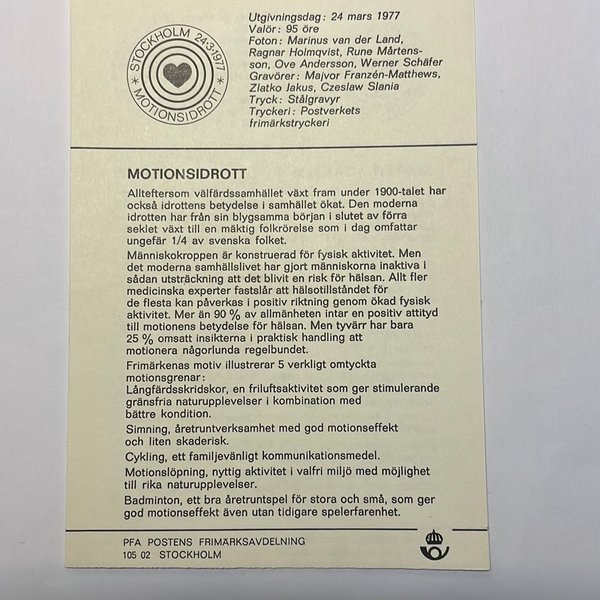 STOCKHOLM 24.3.1977
* MOTIONSIDROTT *
Utgivningsdag: 24 mars 1977
Valör: 95 öre
Foton: Marinus van der Land,
Ragnar Holmqvist, Rune Mårtens-
son, Ove Andersson, Werner Schäfer
Gravörer: Majvor Franzén-Matthews,
Zlatko Jakus, Czeslaw Slania
Tryck: Stålgravyr
Tryckeri: Postverkets
frimärkstryckeri
MOTIONSIDROTT
Allteftersom välfärdssamhället växt fram under 1900-talet har
också idrottens betydelse i samhället ökat. Den moderna
idrotten har från sin blygsamma början i slutet av förra
seklet växt till en mäktig folkrörelse som i dag omfattar
ungefär 1/4 av svenska folket.
Människokroppen är konstruerad för fysisk aktivitet. Men
det moderna samhällslivet har gjort människorna inaktiva i
sådan utsträckning att det blivit en risk för hälsan. Allt fler
medicinska experter fastslår att hälsotillståndet för
de flesta kan påverkas i positiv riktning genom ökad fysisk
aktivitet. Mer än 90 % av allmänheten intar en positiv attityd
till motionens betydelse för hälsan. Men tyvärr har bara
25 % omsatt insikterna i praktisk handling att
motionera någorlunda regelbundet.
Frimärkenas motiv illustrerar 5 verkligt omtyckta
motionsgrenar:
Långfärdsskridskor, en friluftsaktivitet som ger stimulerande
gränsfria naturupplevelser i kombination med
bättre kondition.
Simning, åretruntverksamhet med god motionseffekt
och liten skaderisk.
Cykling, ett familjevänligt kommunikationsmedel.
Motionslöpning, nyttig aktivitet i valfri miljö med möjlighet
till rika naturupplevelser.
Badminton, ett bra åretruntspel för stora och små, som ger
god motionseffekt även utan tidigare spelerfarenhet.
PFA POSTENS FRIMÄRKSAVDELNING
105 02 STOCKHOLM